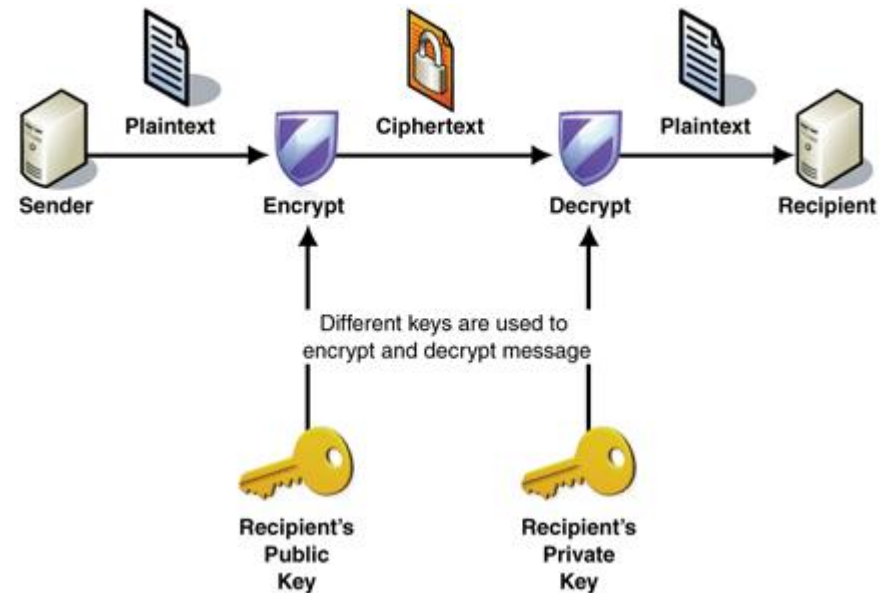 Plaintext
Ciphertext
Plaintext
Sender
Encrypt
Decrypt
Recipient
Different keys are used to
encrypt and decrypt message
Recipient's
Public
Key
Recipient's
Private
Key